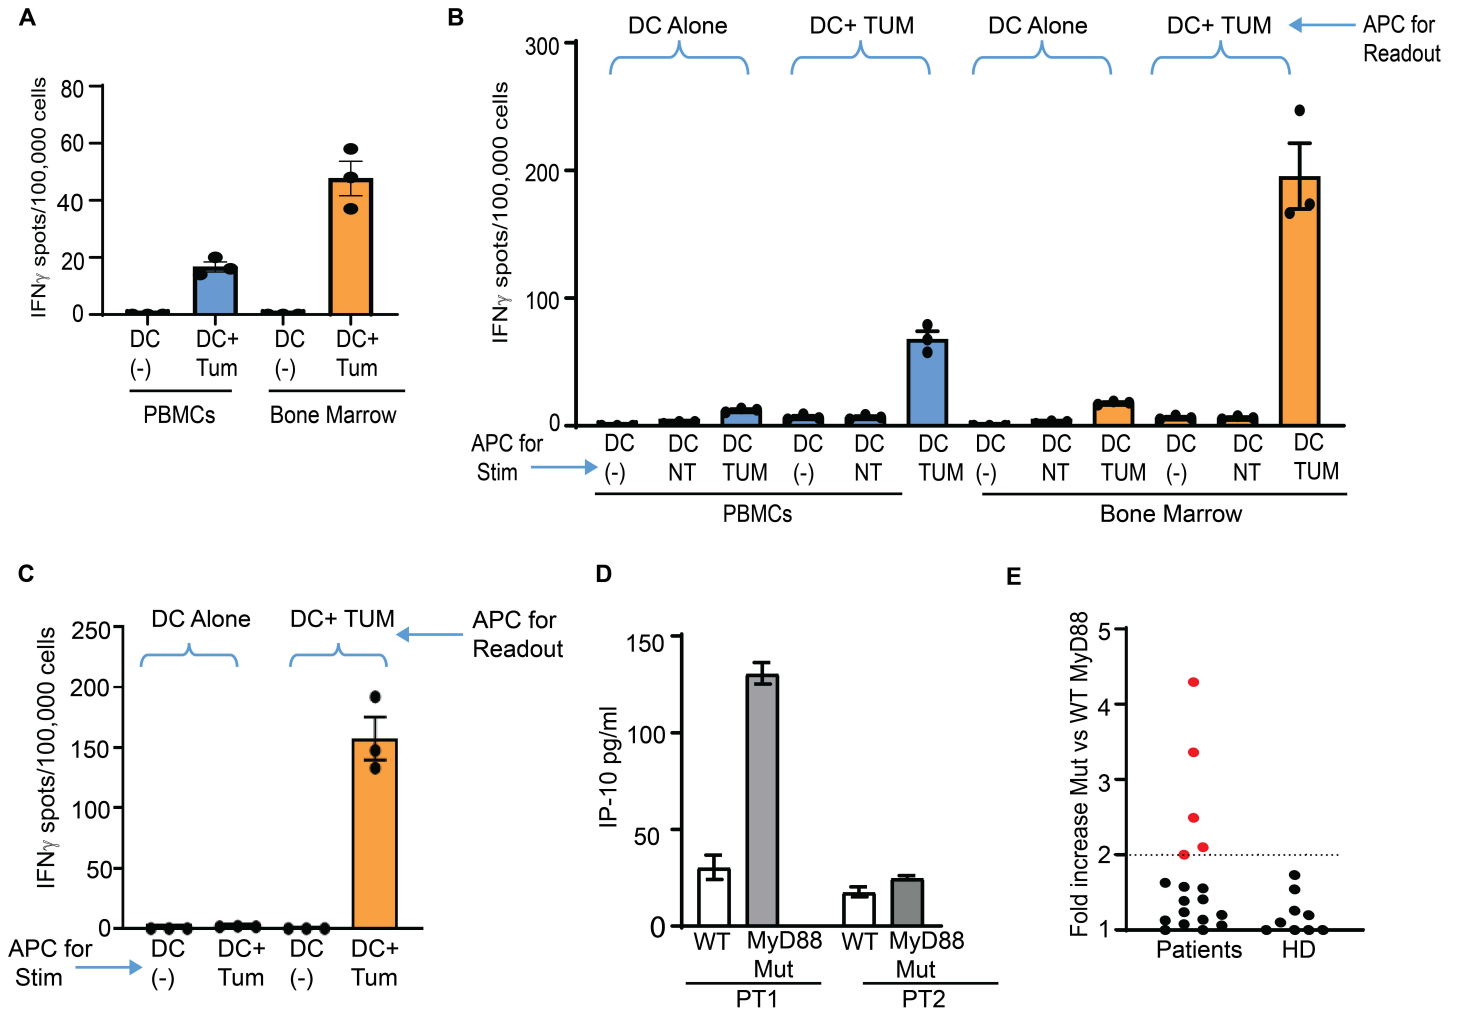 A
IFNγ spots/100,000 cells
80
60
40
20
0
DC DC+ DC DC+
(-) Tum (-) Tum
PBMCs Bone Marrow
B
DC Alone DC+ TUM DC Alone DC+ TUM APC for
Readout
IFNγ spots/100,000 cells
300
200
100
0
APC for DC DC DC DC DC DC DC DC DC DC DC DC
Stim (-) NT TUM (-) NT TUM (-) NT TUM (-) NT TUM
PBMCs Bone Marrow
C
DC Alone DC+ TUM APC for
Readout
IFNγ spots/100,000 cells
250
200
150
100
50
0
APC for DC DC+ DC DC+
Stim (-) Tum (-) Tum
D
IP-10 pg/ml
150
100
50
0
WT MyD88 WT MyD88
Mut Mut
PT1 PT2
E
Fold increase Mut vs WT MyD88
5
4
3
2
1
Patients HD